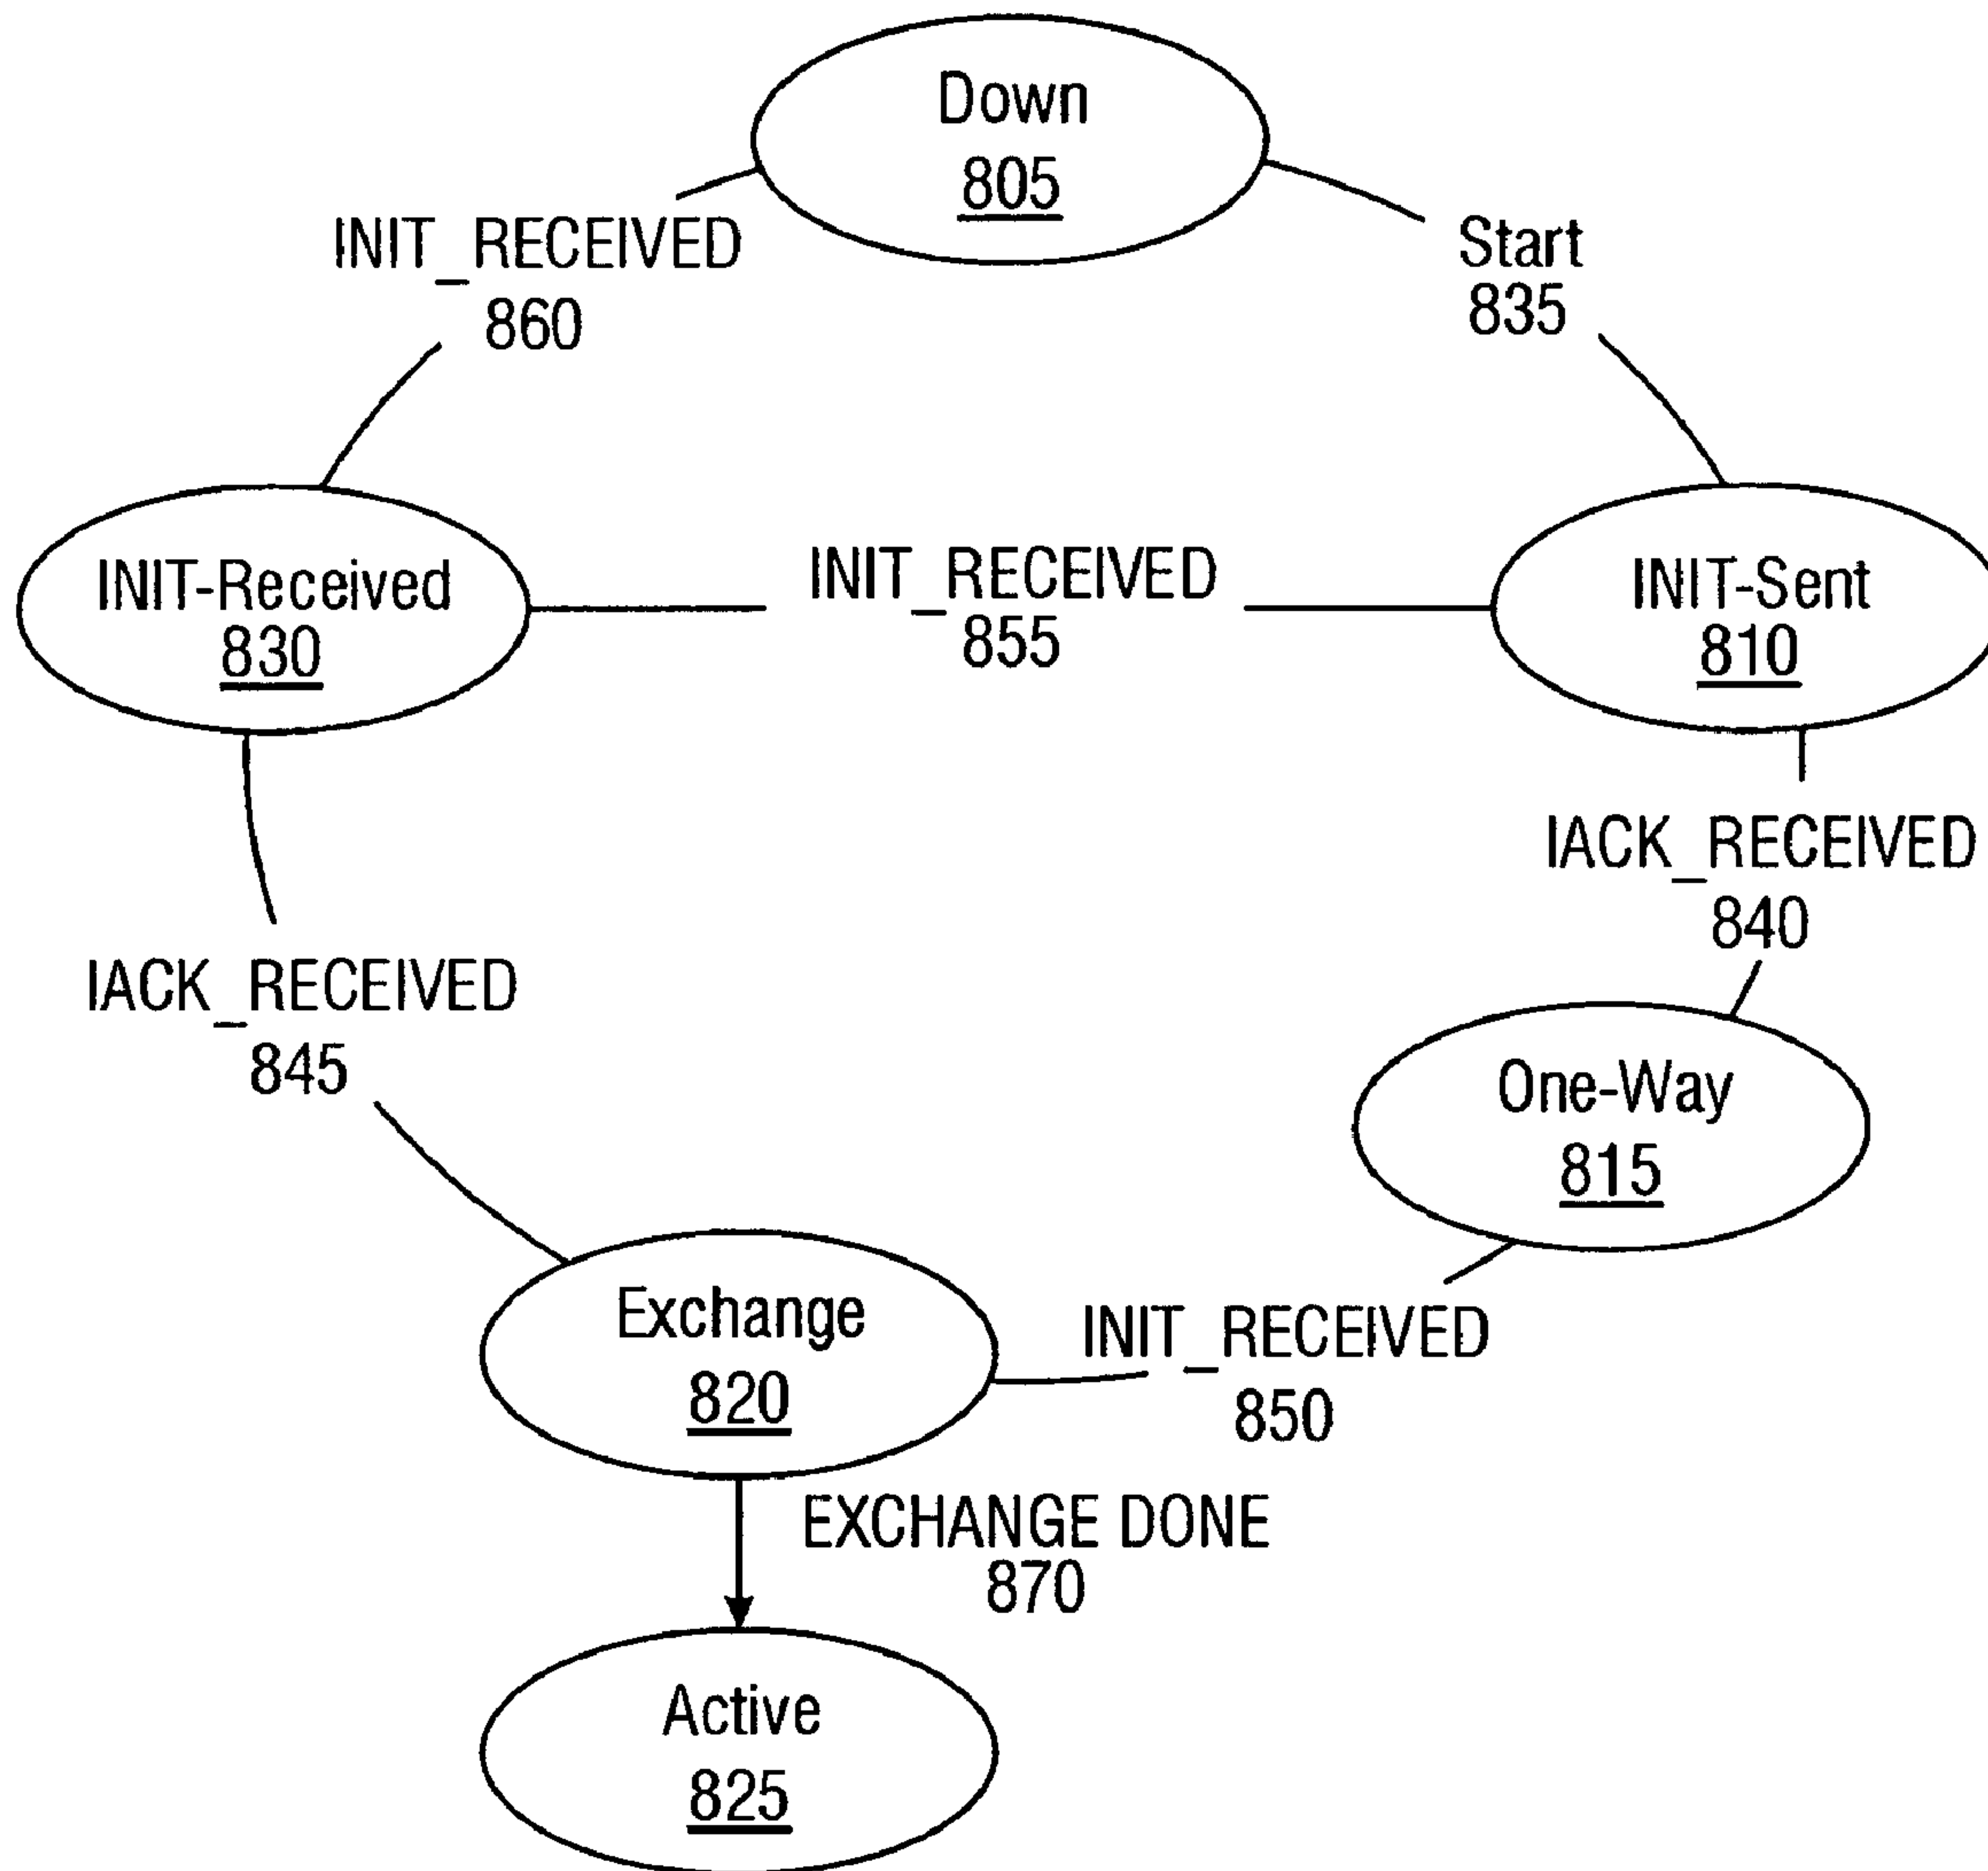 Down
805
INIT_RECEIVED
860
Start
835
INIT-Received
830
INIT_RECEIVED
855
INIT-Sent
810
IACK_RECEIVED
840
IACK_RECEIVED
845
One-Way
815
Exchange
820
INIT_RECEIVED
850
EXCHANGE DONE
870
Active
825